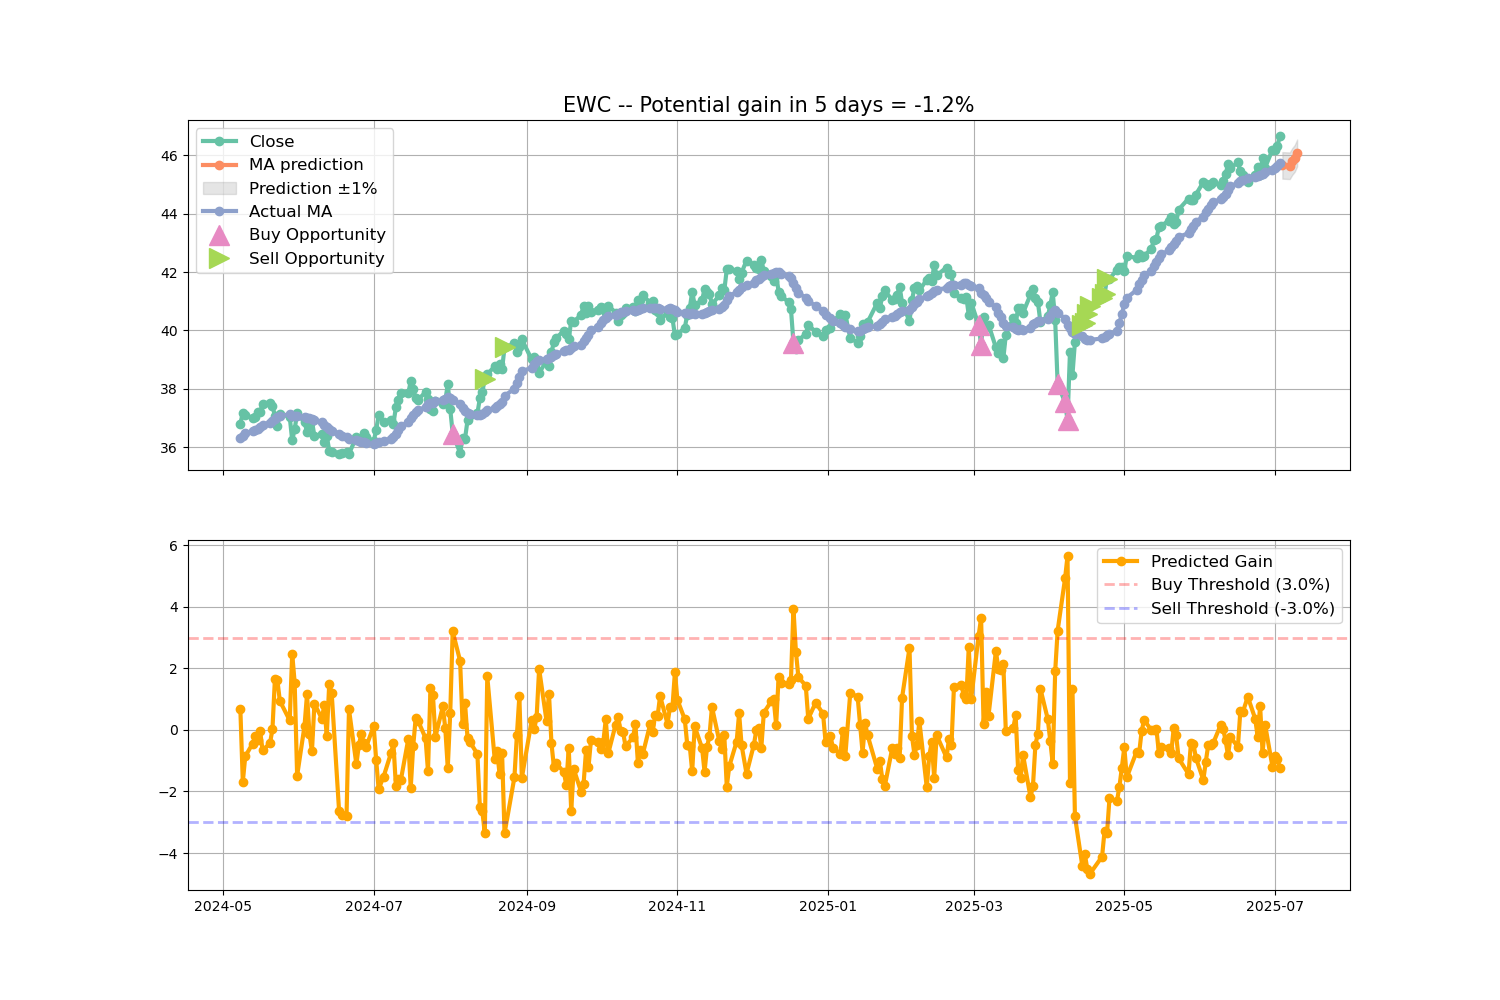 EWC -- Potential gain in 5 days = -1.2%
Close
MA prediction
Prediction ±1%
Actual MA
Buy Opportunity
Sell Opportunity
46
44
42
40
38
36
Predicted Gain
Buy Threshold (3.0%)
Sell Threshold (-3.0%)
6
4
2
0
−2
−4
2024-05
2024-07
2024-09
2024-11
2025-01
2025-03
2025-05
2025-07